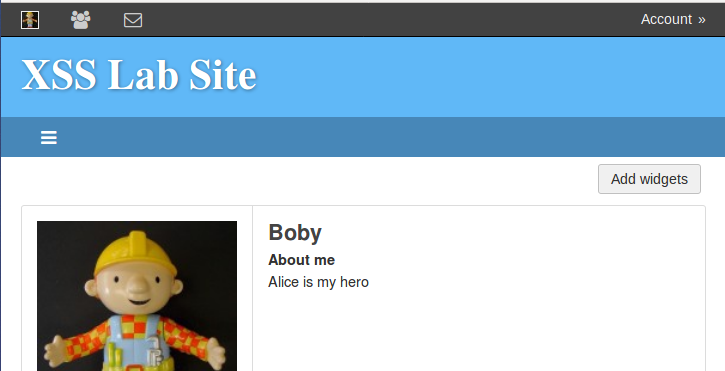 Account »
XSS Lab Site
Add widgets
Boby
About me
Alice is my hero